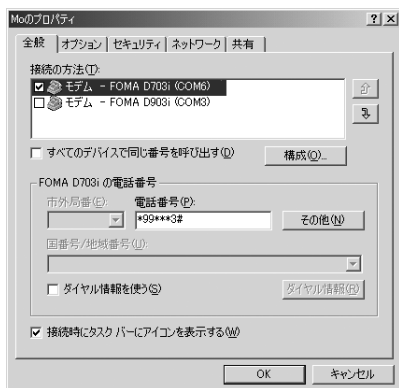 Moのプロパティ
全般 オプション セキュリティ ネットワーク 共有
接続の方法(T):
モデム - FOMA D703i (COM6)
モデム - FOMA D903i (COM3)
すべてのデバイスで同じ番号を呼び出す(D) 構成(O)...
FOMA D703i の電話番号
市外局番(E): 電話番号(P):
*99***3# その他(N)
国番号/地域番号(U):
ダイヤル情報を使う(S) ダイヤル情報(R)
接続時にタスク バーにアイコンを表示する(W)
OK キャンセル